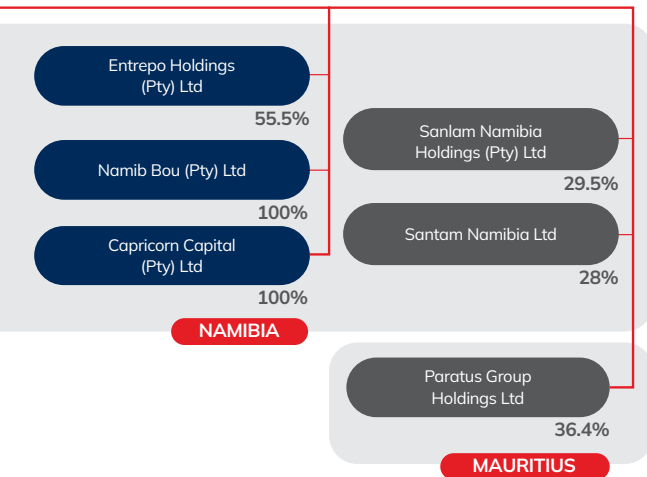 Entrepo Holdings
(Pty) Ltd
55.5%
Namib Bou (Pty) Ltd
100%
Capricorn Capital
(Pty) Ltd
100%
NAMIBIA
Sanlam Namibia
Holdings (Pty) Ltd
29.5%
Santam Namibia Ltd
28%
Paratus Group
Holdings Ltd
36.4%
MAURITIUS